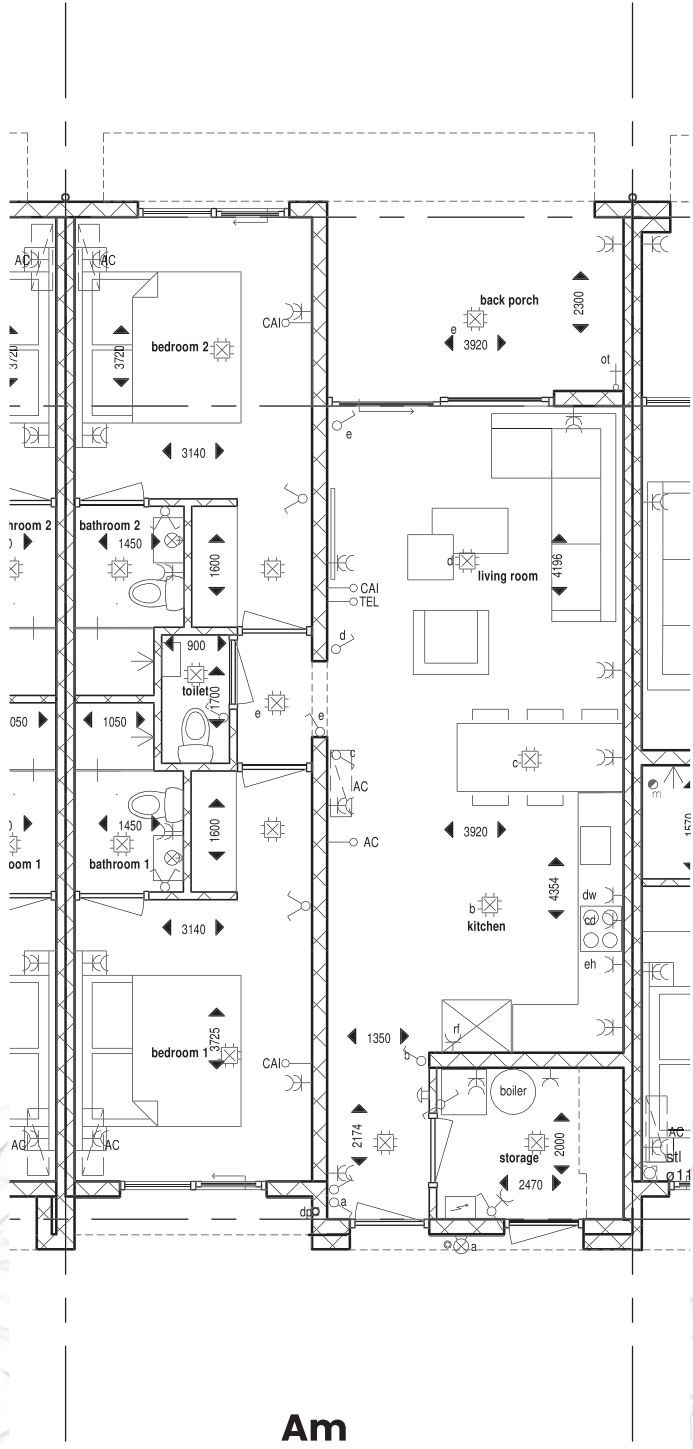 AC
AC
back porch
2300
e
3920
ot
CAI
bedroom 2
3720
3720
3140
e
hroom 2
bathroom 2
1450
1600
d
living room
4196
CAI
TEL
d
900
toilet
1700
e
e
050
1050
c
c
AC
m
1570
AC
1450
1600
3920
oom 1
bathroom 1
4354
dw
cd
b
kitchen
eh
3140
rf
1350
b
bedroom 1
3725
CAI
boiler
2174
storage
2000
2470
AC
AC
AC
stl
a
dp
a
Am